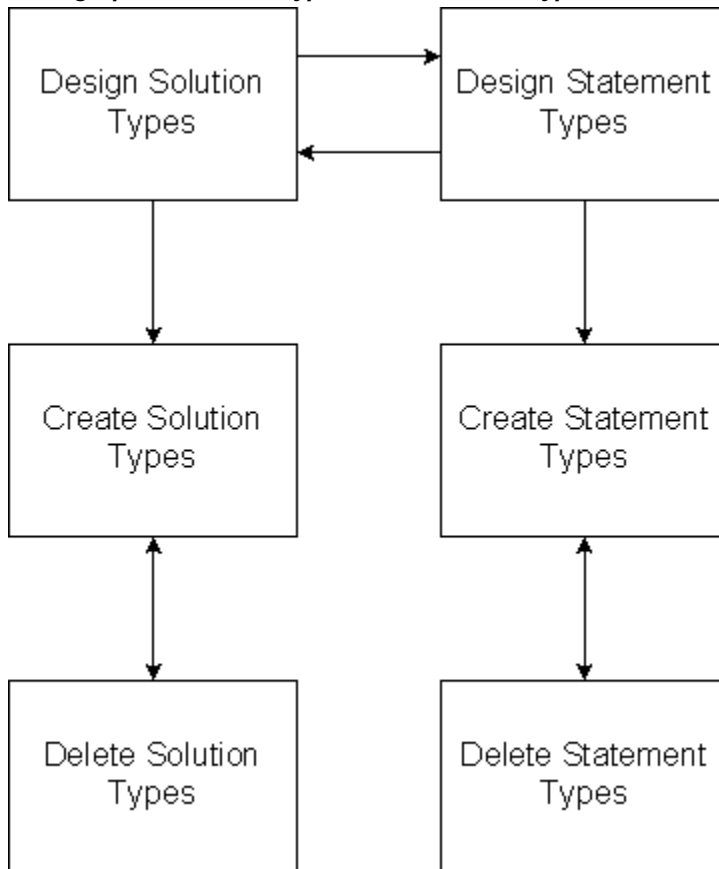 Design Solution
Types
Design Statement
Types
Create Solution
Types
Create Statement
Types
Delete Solution
Types
Delete Statement
Types